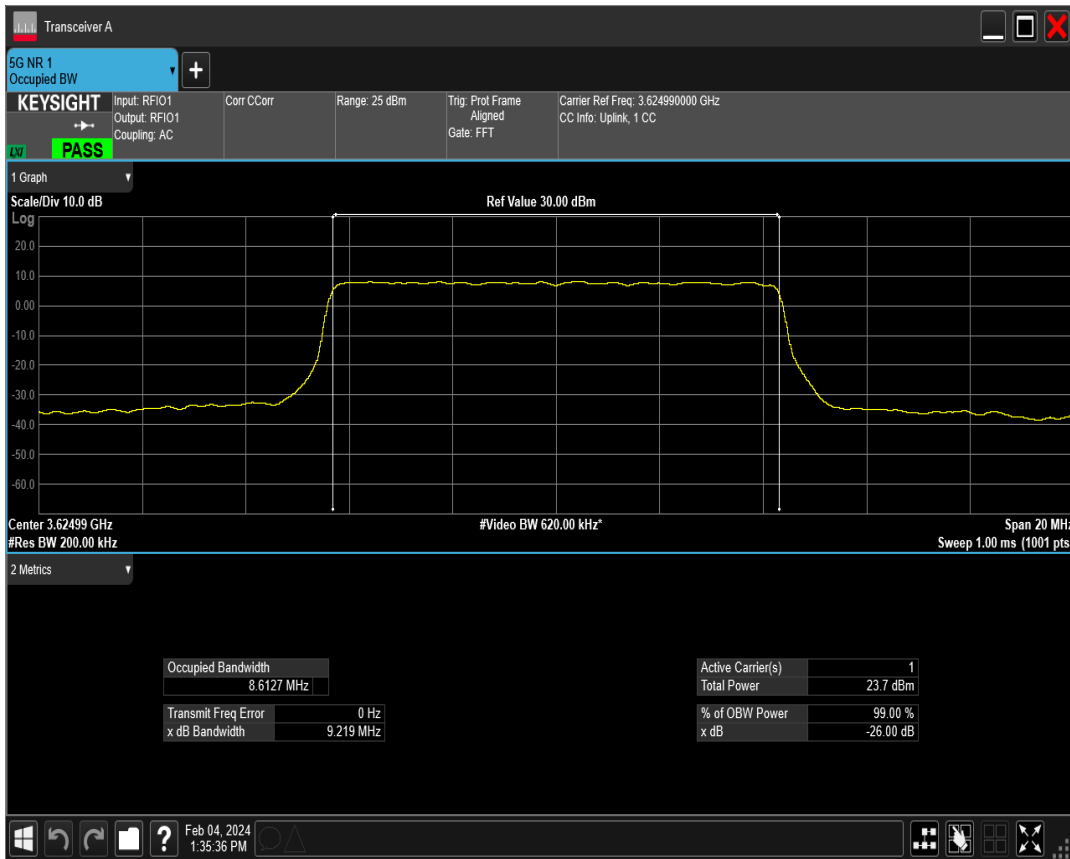 Transceiver A
5G NR 1
Occupied BW
KEYSIGHT
LXI
PASS
Input: RFIO1
Output: RFIO1
Coupling: AC
Corr CCorr
Range: 25 dBm
Trig: Prot Frame
Aligned
Gate: FFT
Carrier Ref Freq: 3.624990000 GHz
CC Info: Uplink, 1 CC
1 Graph
Scale/Div 10.0 dB
Ref Value 30.00 dBm
Log
20.0
10.0
0.00
-10.0
-20.0
-30.0
-40.0
-50.0
-60.0
Center 3.62499 GHz
#Video BW 620.00 kHz*
Span 20 MHz
#Res BW 200.00 kHz
Sweep 1.00 ms (1001 pts
2 Metrics
Occupied Bandwidth
8.6127 MHz
Transmit Freq Error 0 Hz
x dB Bandwidth 9.219 MHz
Active Carrier(s) 1
Total Power 23.7 dBm
% of OBW Power 99.00 %
x dB -26.00 dB
Feb 04, 2024
1:35:36 PM